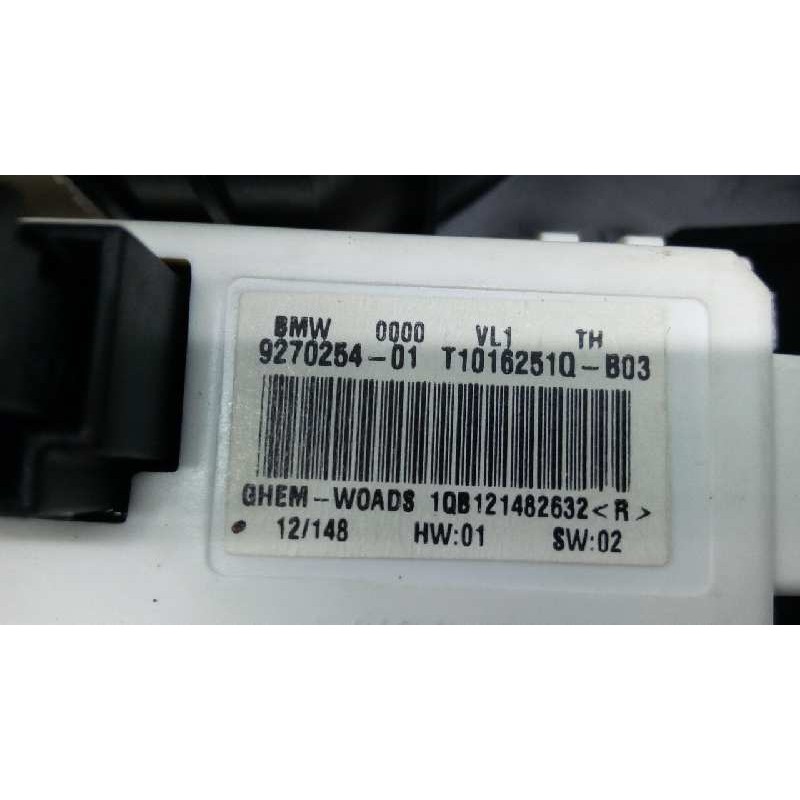 BMW 0000 VL1 TH
9270254-01 T1016251Q-B03
GHEM-WOADS 1QB121482632<R>
12/148 HW:01 SW:02